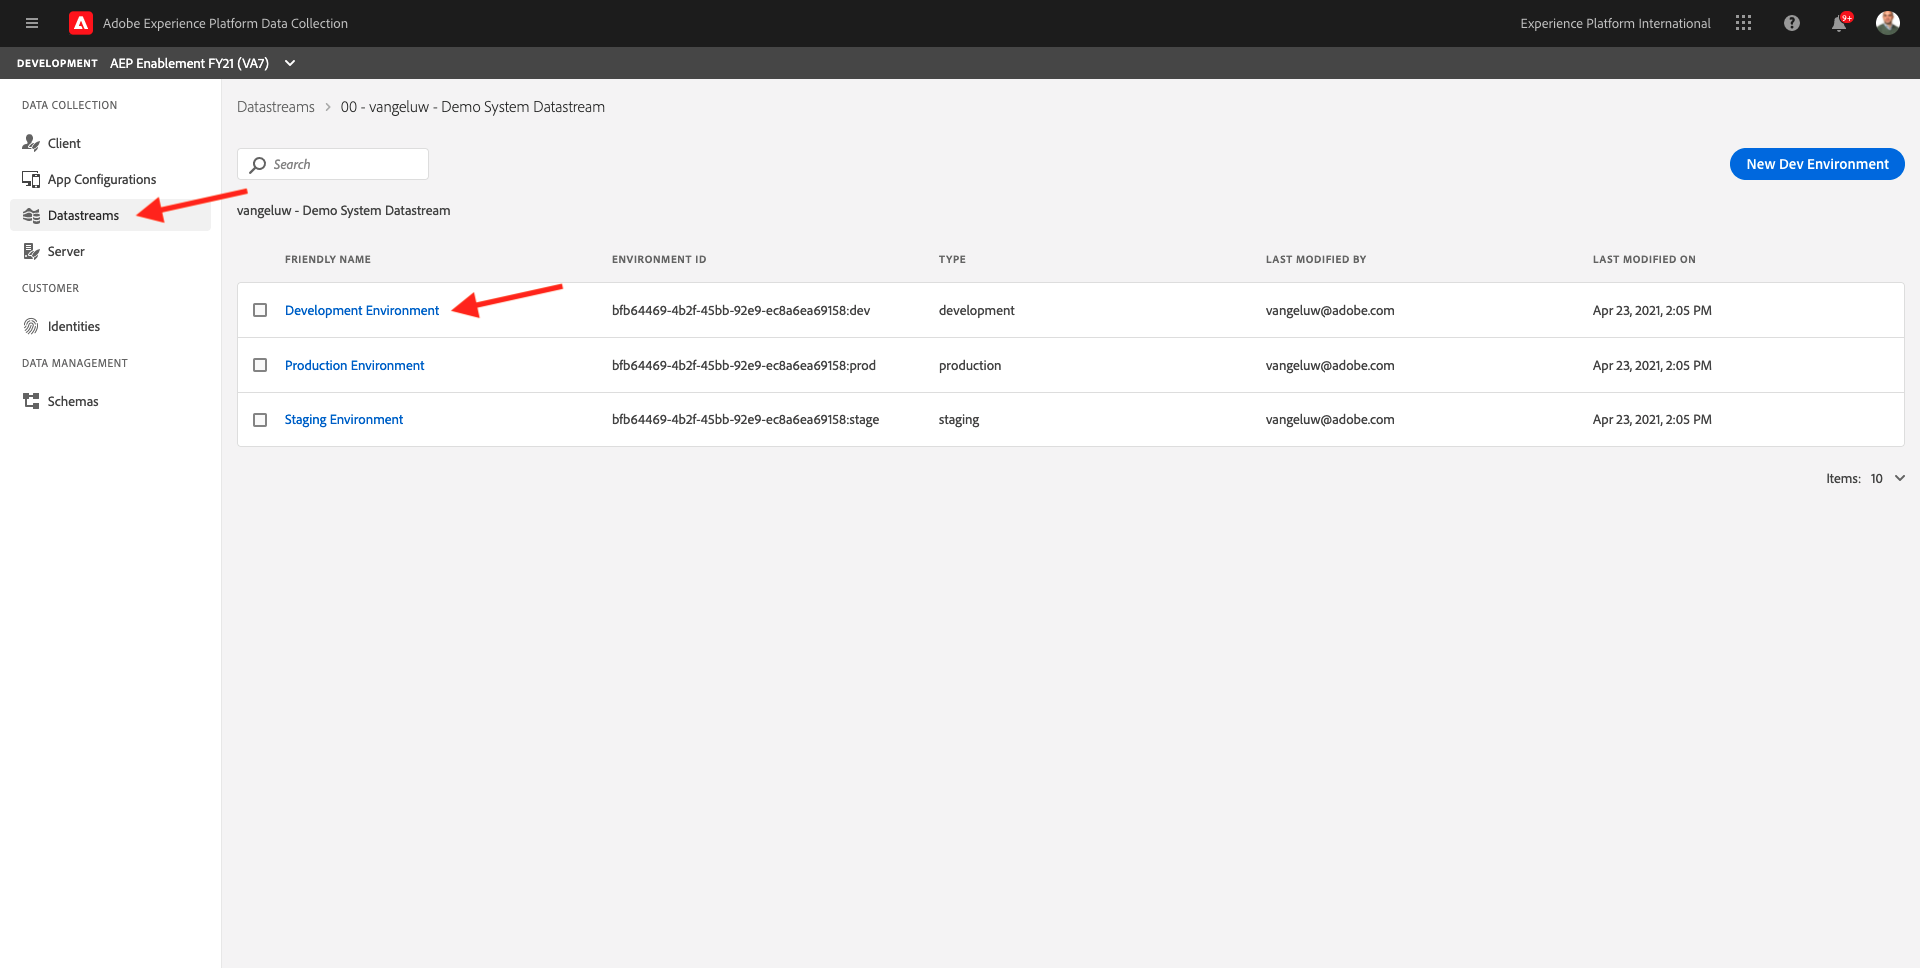 Adobe Experience Platform Data Collection
Experience Platform International
9+
DEVELOPMENT AEP Enablement FY21 (VA7)
DATA COLLECTION
Client
App Configurations
Datastreams
Server
CUSTOMER
Identities
DATA MANAGEMENT
Schemas
Datastreams > 00 - vangeluw - Demo System Datastream
Search
New Dev Environment
vangeluw - Demo System Datastream
FRIENDLY NAME ENVIRONMENT ID TYPE LAST MODIFIED BY LAST MODIFIED ON
Development Environment bfb64469-4b2f-45bb-92e9-ec8a6ea69158:dev development vangeluw@adobe.com Apr 23, 2021, 2:05 PM
Production Environment bfb64469-4b2f-45bb-92e9-ec8a6ea69158:prod production vangeluw@adobe.com Apr 23, 2021, 2:05 PM
Staging Environment bfb64469-4b2f-45bb-92e9-ec8a6ea69158:stage staging vangeluw@adobe.com Apr 23, 2021, 2:05 PM
Items: 10